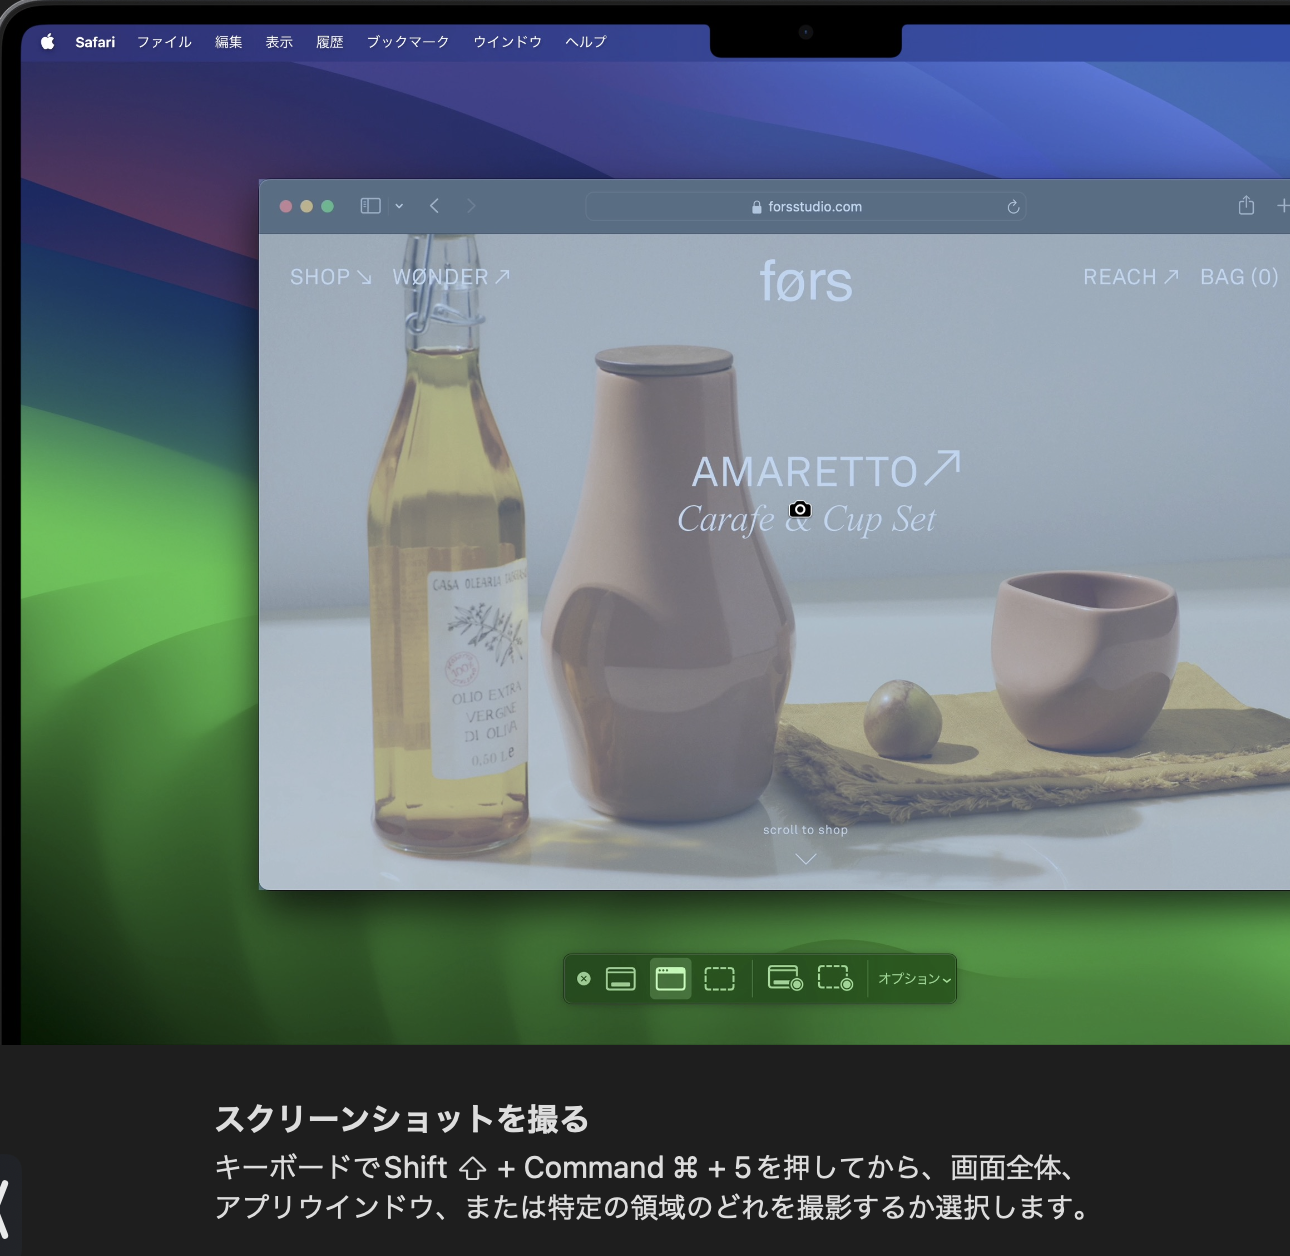 Safari ファイル 編集 表示 履歴 ブックマーク ウインドウ ヘルプ
forsstudio.com
SHOP ↘ WØNDER ↗ førs REACH ↗ BAG (0)
AMARETTO ↗
Carafe & Cup Set
CASA OLEARIA
100%
OLIO EXTRA
VERGINE
DI OLIVA
0,50 L e
scroll to shop
オプション
スクリーンショットを撮る
キーボードでShift ⇧ + Command ⌘ + 5を押してから、画面全体、
アプリウインドウ、または特定の領域のどれを撮影するか選択します。